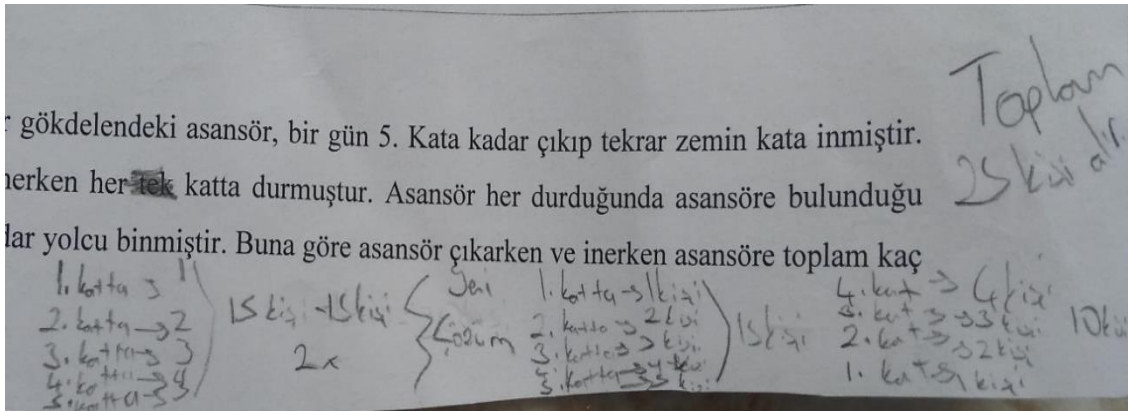 gökdelendeki asansör, bir gün 5. Kata kadar çıkıp tekrar zemin kata inmiştir.
nerken her tek katta durmuştur. Asansör her durduğunda asansöre bulunduğu
dar yolcu binmiştir. Buna göre asansör çıkarken ve inerken asansöre toplam kaç
Toplam
25 kişi alır.
1. katta → 1
2. katta → 2
3. katta → 3
4. katta → 4
5. katta → 5
15 kişi 15 kişi
2x
Yeni
Çözüm
1. katta → 1 kişi
2. katta → 2 kişi
3. katta → 3 kişi
5. katta → 5 kişi
15 kişi
4. kat → 4 kişi
3. kat → 3 kişi
2. kat → 2 kişi
1. kat → 1 kişi
10